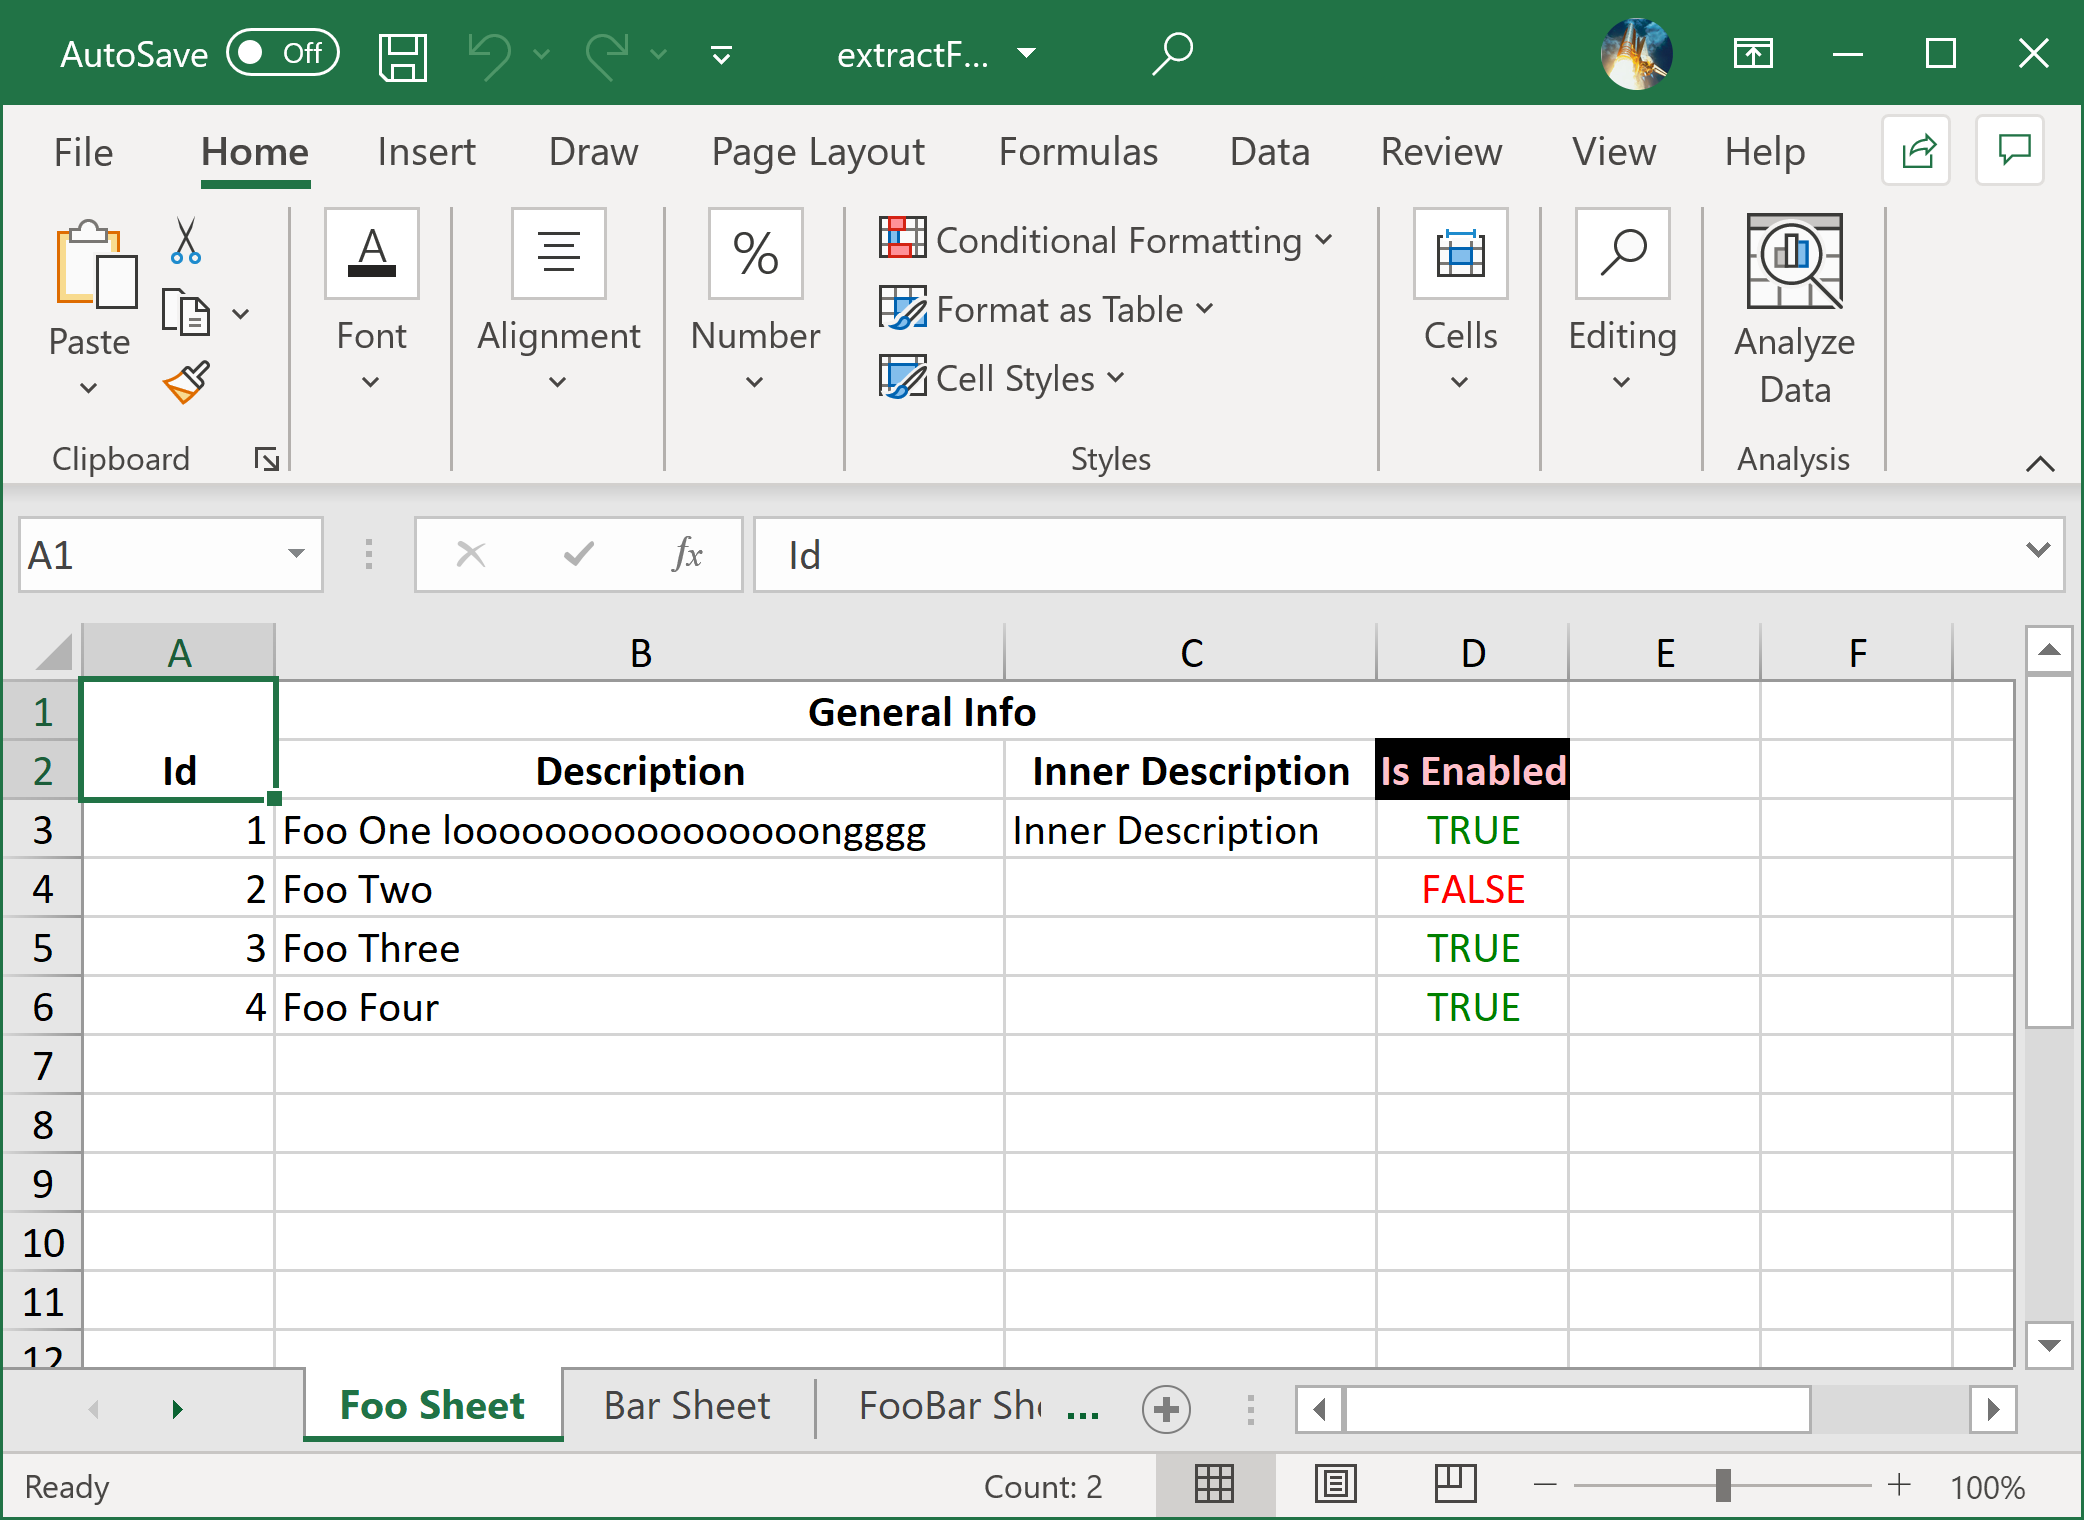 AutoSave Off extractF...
File Home Insert Draw Page Layout Formulas Data Review View Help
Paste
Clipboard
A
Font
Alignment
%
Number
Conditional Formatting
Format as Table
Cell Styles
Styles
Cells
Editing
Analyze
Data
Analysis
A1 fx Id
A B C D E F
1 General Info
2 Id Description Inner Description Is Enabled
3 1 Foo One looooooooooooooooongggg Inner Description TRUE
4 2 Foo Two FALSE
5 3 Foo Three TRUE
6 4 Foo Four TRUE
7
8
9
10
11
12
Foo Sheet Bar Sheet FooBar Sh ...
Ready Count: 2 100%